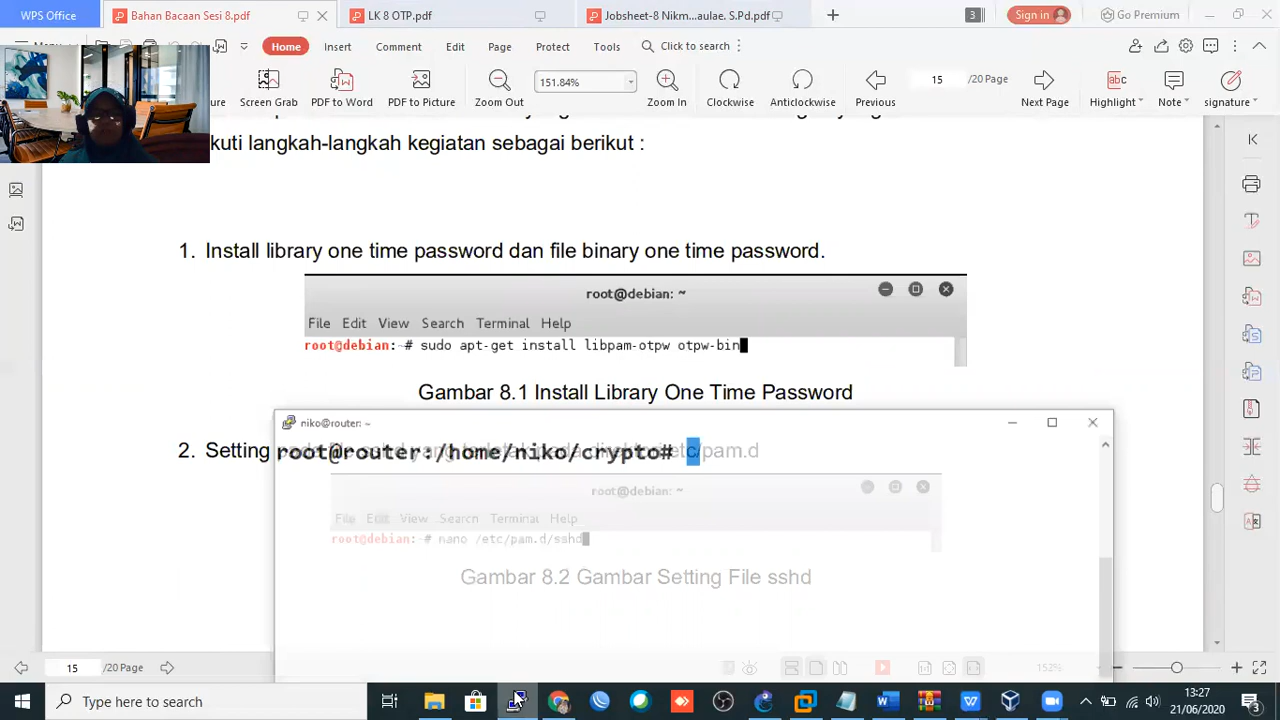 WPS Office
Bahan Bacaan Sesi 8.pdf
LK 8 OTP.pdf
Jobsheet-8 Nikm... aulae. S.Pd.pdf
3
Sign in
Go Premium
Home
Insert
Comment
Edit
Page
Protect
Tools
Click to search
Screen Grab
PDF to Word
PDF to Picture
Zoom Out
151.84%
Zoom In
Clockwise
Anticlockwise
Previous
15
/20 Page
Next Page
Highlight
Note
signature
kuti langkah-langkah kegiatan sebagai berikut :
1. Install library one time password dan file binary one time password.
root@debian: ~
File Edit View Search Terminal Help
root@debian:~# sudo apt-get install libpam-otpw otpw-bin
Gambar 8.1 Install Library One Time Password
niko@router: ~
2. Setting
etc/pam.d
root@router:/home/niko/crypto#
root@debian: ~
File Edit View Search Terminal Help
root@debian:~# nano /etc/pam.d/sshd
Gambar 8.2 Gambar Setting File sshd
15
/20 Page
152%
Type here to search
13:27
21/06/2020
3